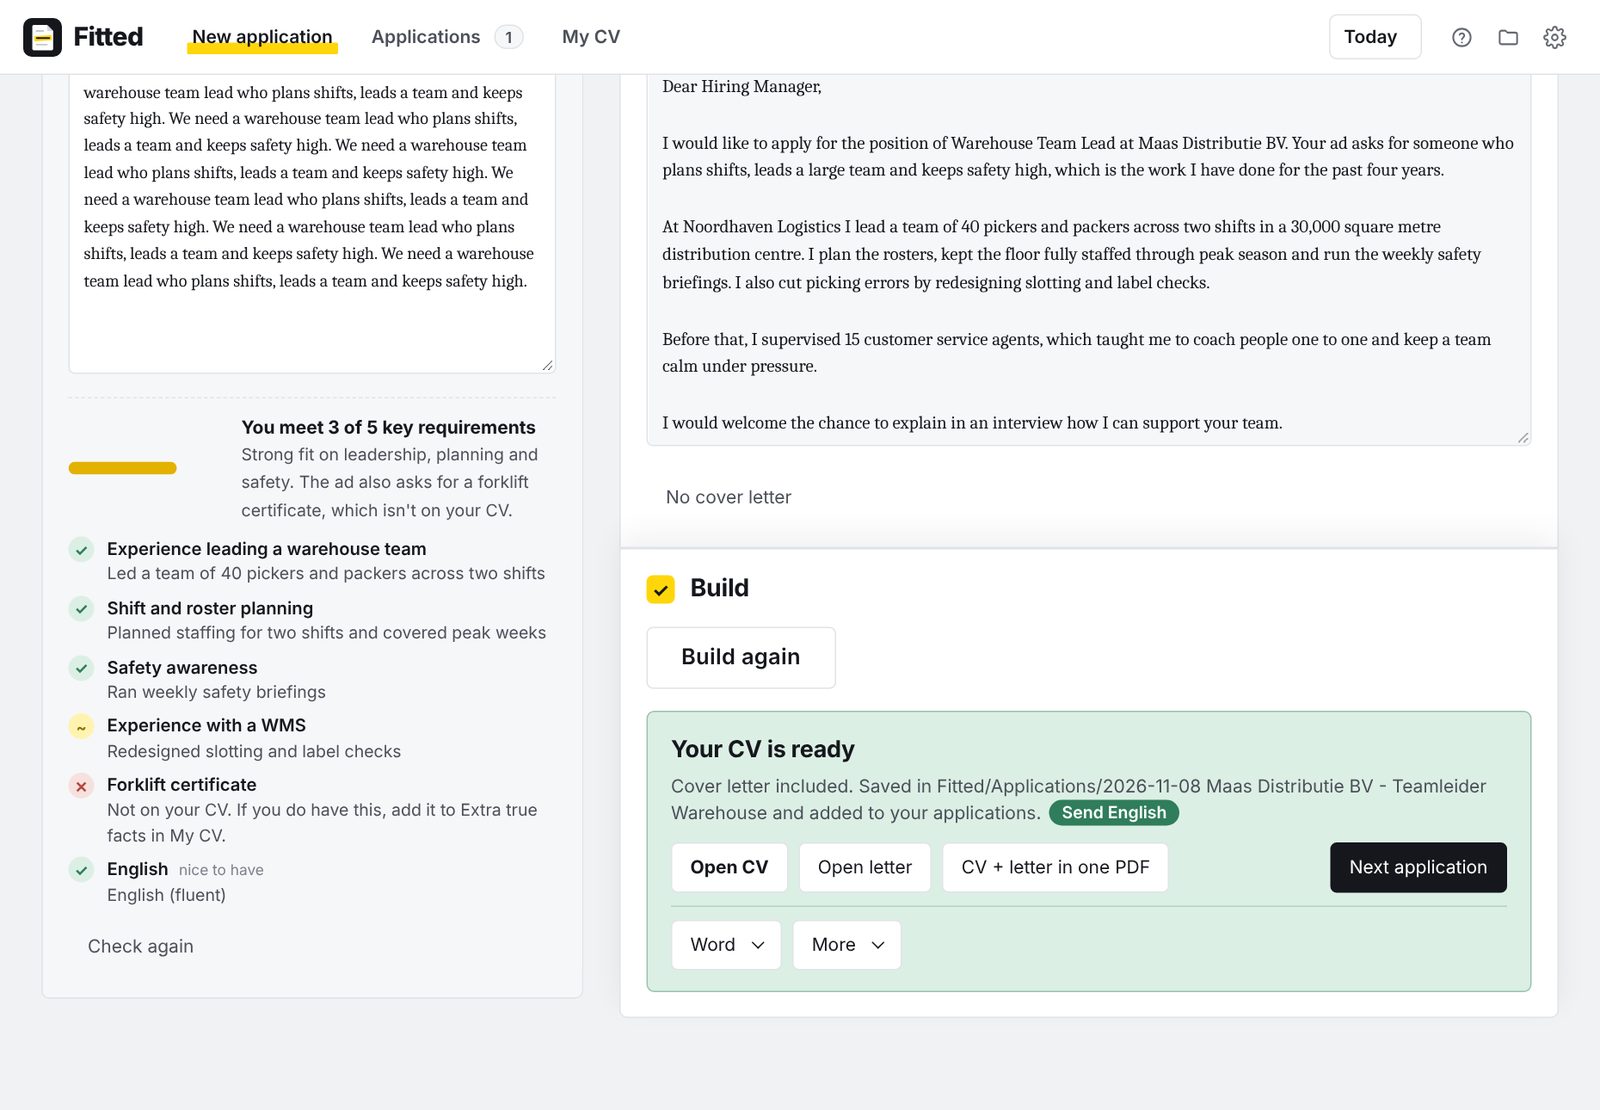 Fitted
New application
Applications 1
My CV
Today
warehouse team lead who plans shifts, leads a team and keeps
safety high. We need a warehouse team lead who plans shifts,
leads a team and keeps safety high. We need a warehouse team
lead who plans shifts, leads a team and keeps safety high. We
need a warehouse team lead who plans shifts, leads a team and
keeps safety high. We need a warehouse team lead who plans
shifts, leads a team and keeps safety high. We need a warehouse
team lead who plans shifts, leads a team and keeps safety high.
You meet 3 of 5 key requirements
Strong fit on leadership, planning and
safety. The ad also asks for a forklift
certificate, which isn't on your CV.
Experience leading a warehouse team
Led a team of 40 pickers and packers across two shifts
Shift and roster planning
Planned staffing for two shifts and covered peak weeks
Safety awareness
Ran weekly safety briefings
~ Experience with a WMS
Redesigned slotting and label checks
Forklift certificate
Not on your CV. If you do have this, add it to Extra true
facts in My CV.
English nice to have
English (fluent)
Check again
Dear Hiring Manager,
I would like to apply for the position of Warehouse Team Lead at Maas Distributie BV. Your ad asks for someone who
plans shifts, leads a large team and keeps safety high, which is the work I have done for the past four years.
At Noordhaven Logistics I lead a team of 40 pickers and packers across two shifts in a 30,000 square metre
distribution centre. I plan the rosters, kept the floor fully staffed through peak season and run the weekly safety
briefings. I also cut picking errors by redesigning slotting and label checks.
Before that, I supervised 15 customer service agents, which taught me to coach people one to one and keep a team
calm under pressure.
I would welcome the chance to explain in an interview how I can support your team.
No cover letter
Build
Build again
Your CV is ready
Cover letter included. Saved in Fitted/Applications/2026-11-08 Maas Distributie BV - Teamleider
Warehouse and added to your applications. Send English
Open CV
Open letter
CV + letter in one PDF
Next application
Word
More